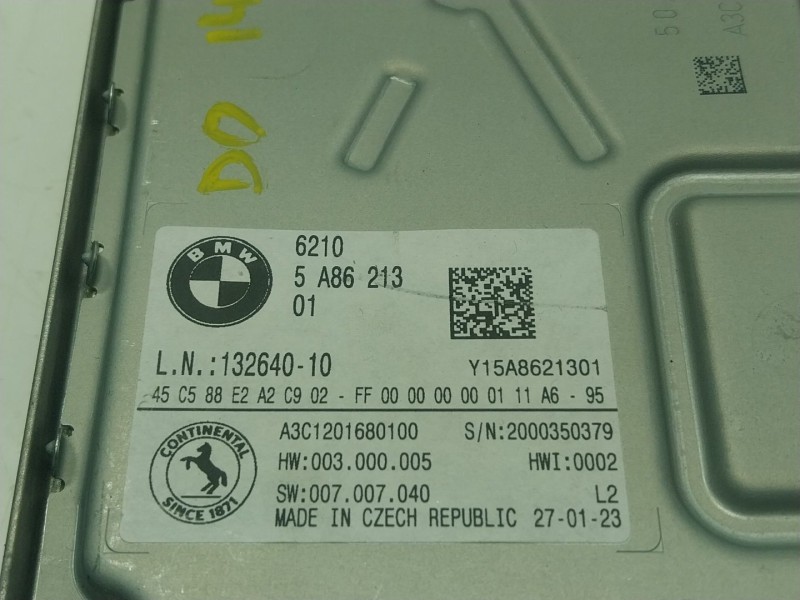 14
DO
50
A3C
BMW
6210
5 A86 213
01
L.N.:132640-10
Y15A8621301
45 C5 88 E2 A2 C9 02 - FF 00 00 00 00 01 11 A6 - 95
CONTINENTAL
SINCE 1871
A3C1201680100 S/N:2000350379
HW:003.000.005 HWI:0002
SW:007.007.040 L2
MADE IN CZECH REPUBLIC 27-01-23